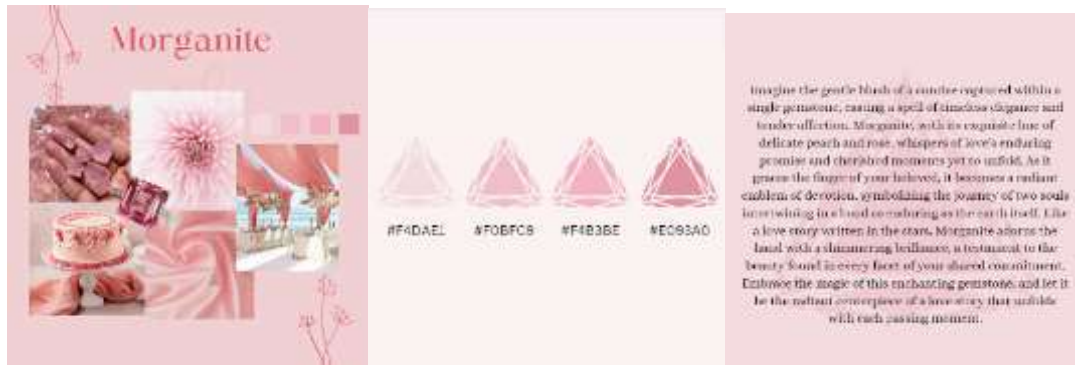 Morganite
#F4DAE1 #F0BFC9 #F4B3BE #E093A0
Imagine the gentle blush of a sunrise captured within a
single gemstone, casting a spell of timeless elegance and
tender affection. Morganite, with its exquisite hue of
delicate peach and rose, whispers of love's enduring
promise and cherished moments yet to unfold. As it
graces the finger of your beloved, it becomes a radiant
emblem of devotion, symbolizing the journey of two souls
intertwining in a bond as enduring as the earth itself. Like
a love story written in the stars, Morganite adorns the
hand with a shimmering brilliance, a testament to the
beauty found in every facet of your shared commitment.
Embrace the magic of this enchanting gemstone, and let it
be the radiant centerpiece of a love story that unfolds
with each passing moment.